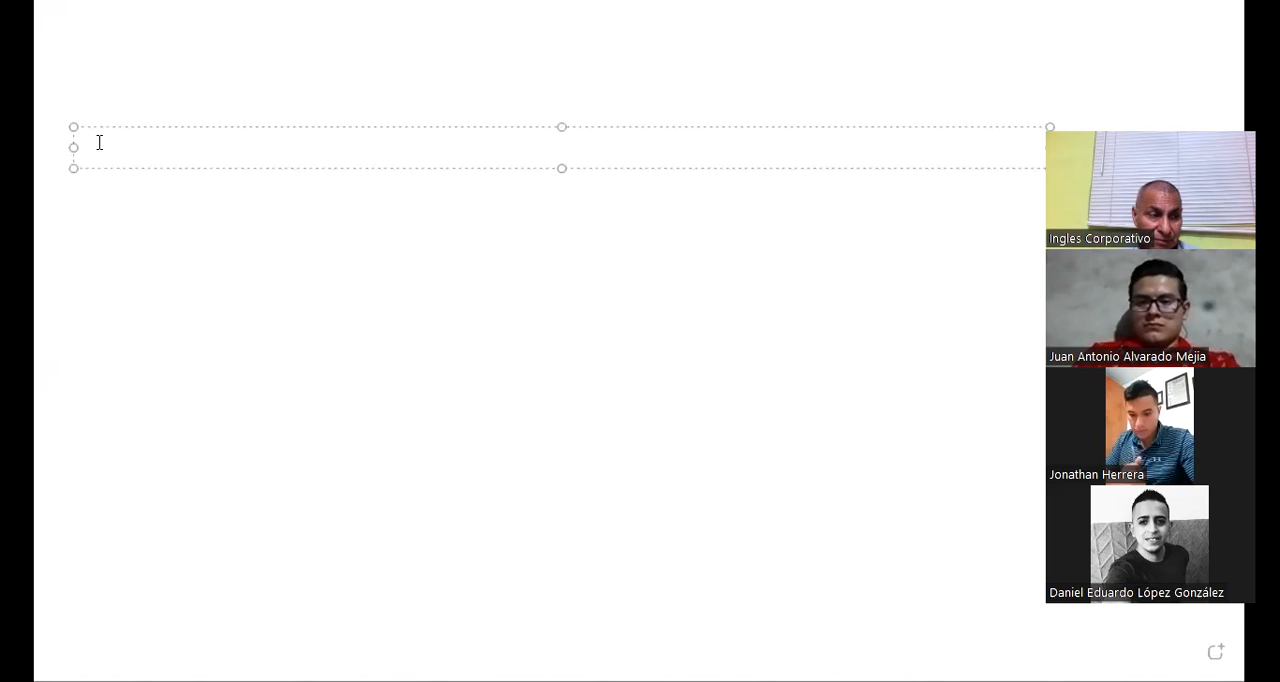 Ingles Corporativo
Juan Antonio Alvarado Mejia
Jonathan Herrera
Daniel Eduardo López González